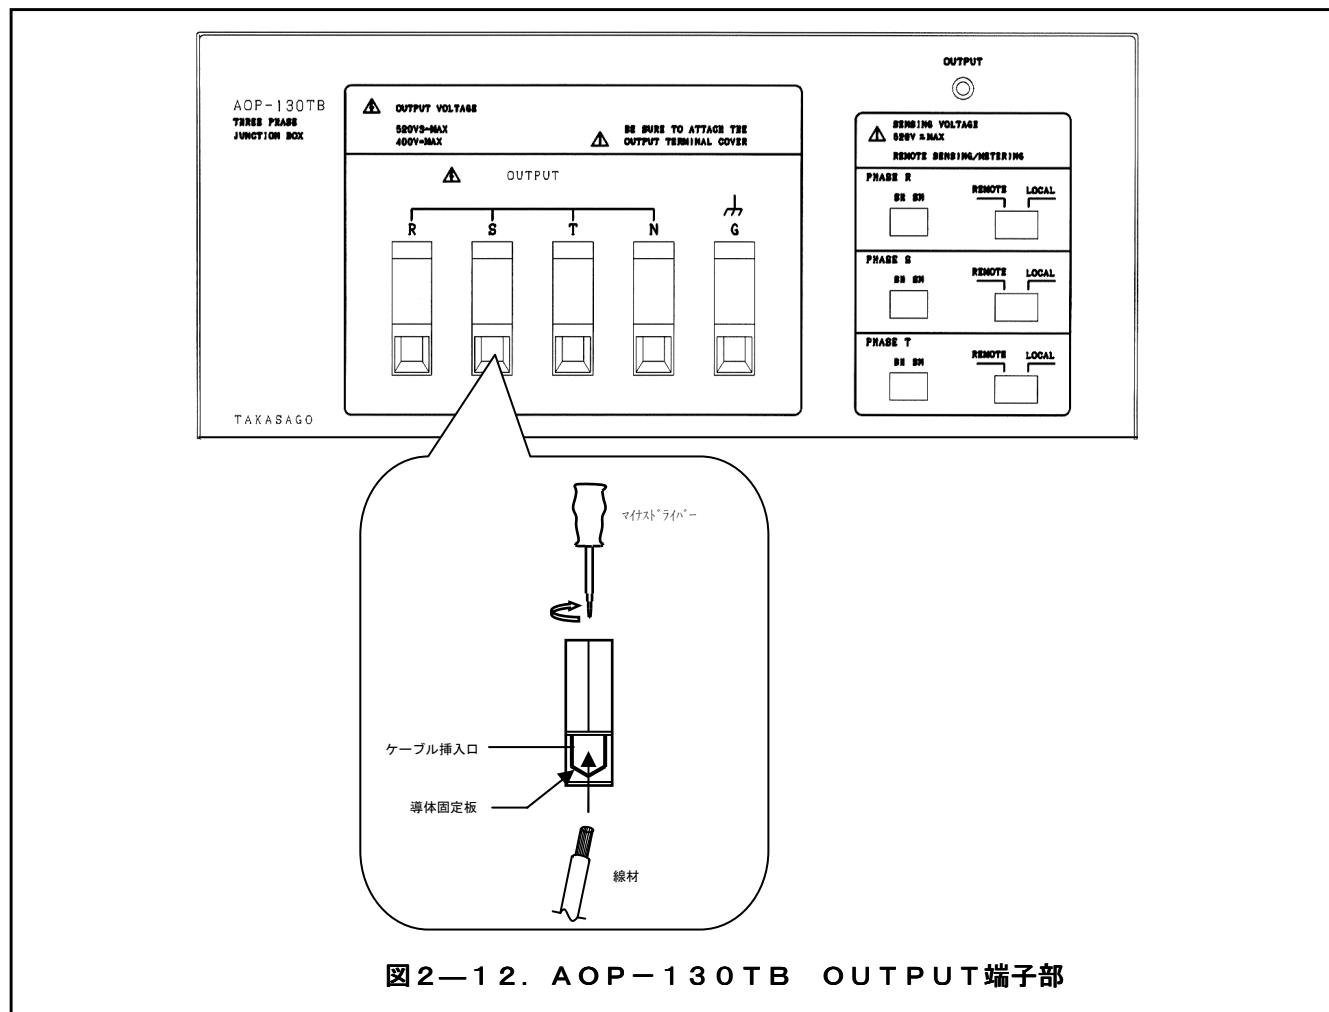 OUTPUT
AOP-130TB
THREE PHASE
JUNCTION BOX
OUTPUT VOLTAGE
520V3~MAX
400V=MAX
BE SURE TO ATTACH THE
OUTPUT TERMINAL COVER
OUTPUT
R S T N G
SENSING VOLTAGE
520V ≂ MAX
REMOTE SENSING/METERING
PHASE R
REMOTE LOCAL
PHASE S
REMOTE LOCAL
PHASE T
REMOTE LOCAL
TAKASAGO
マイナスドライバー
ケーブル挿入口
導体固定板
線材
図2―12. AOP－130TB OUTPUT端子部